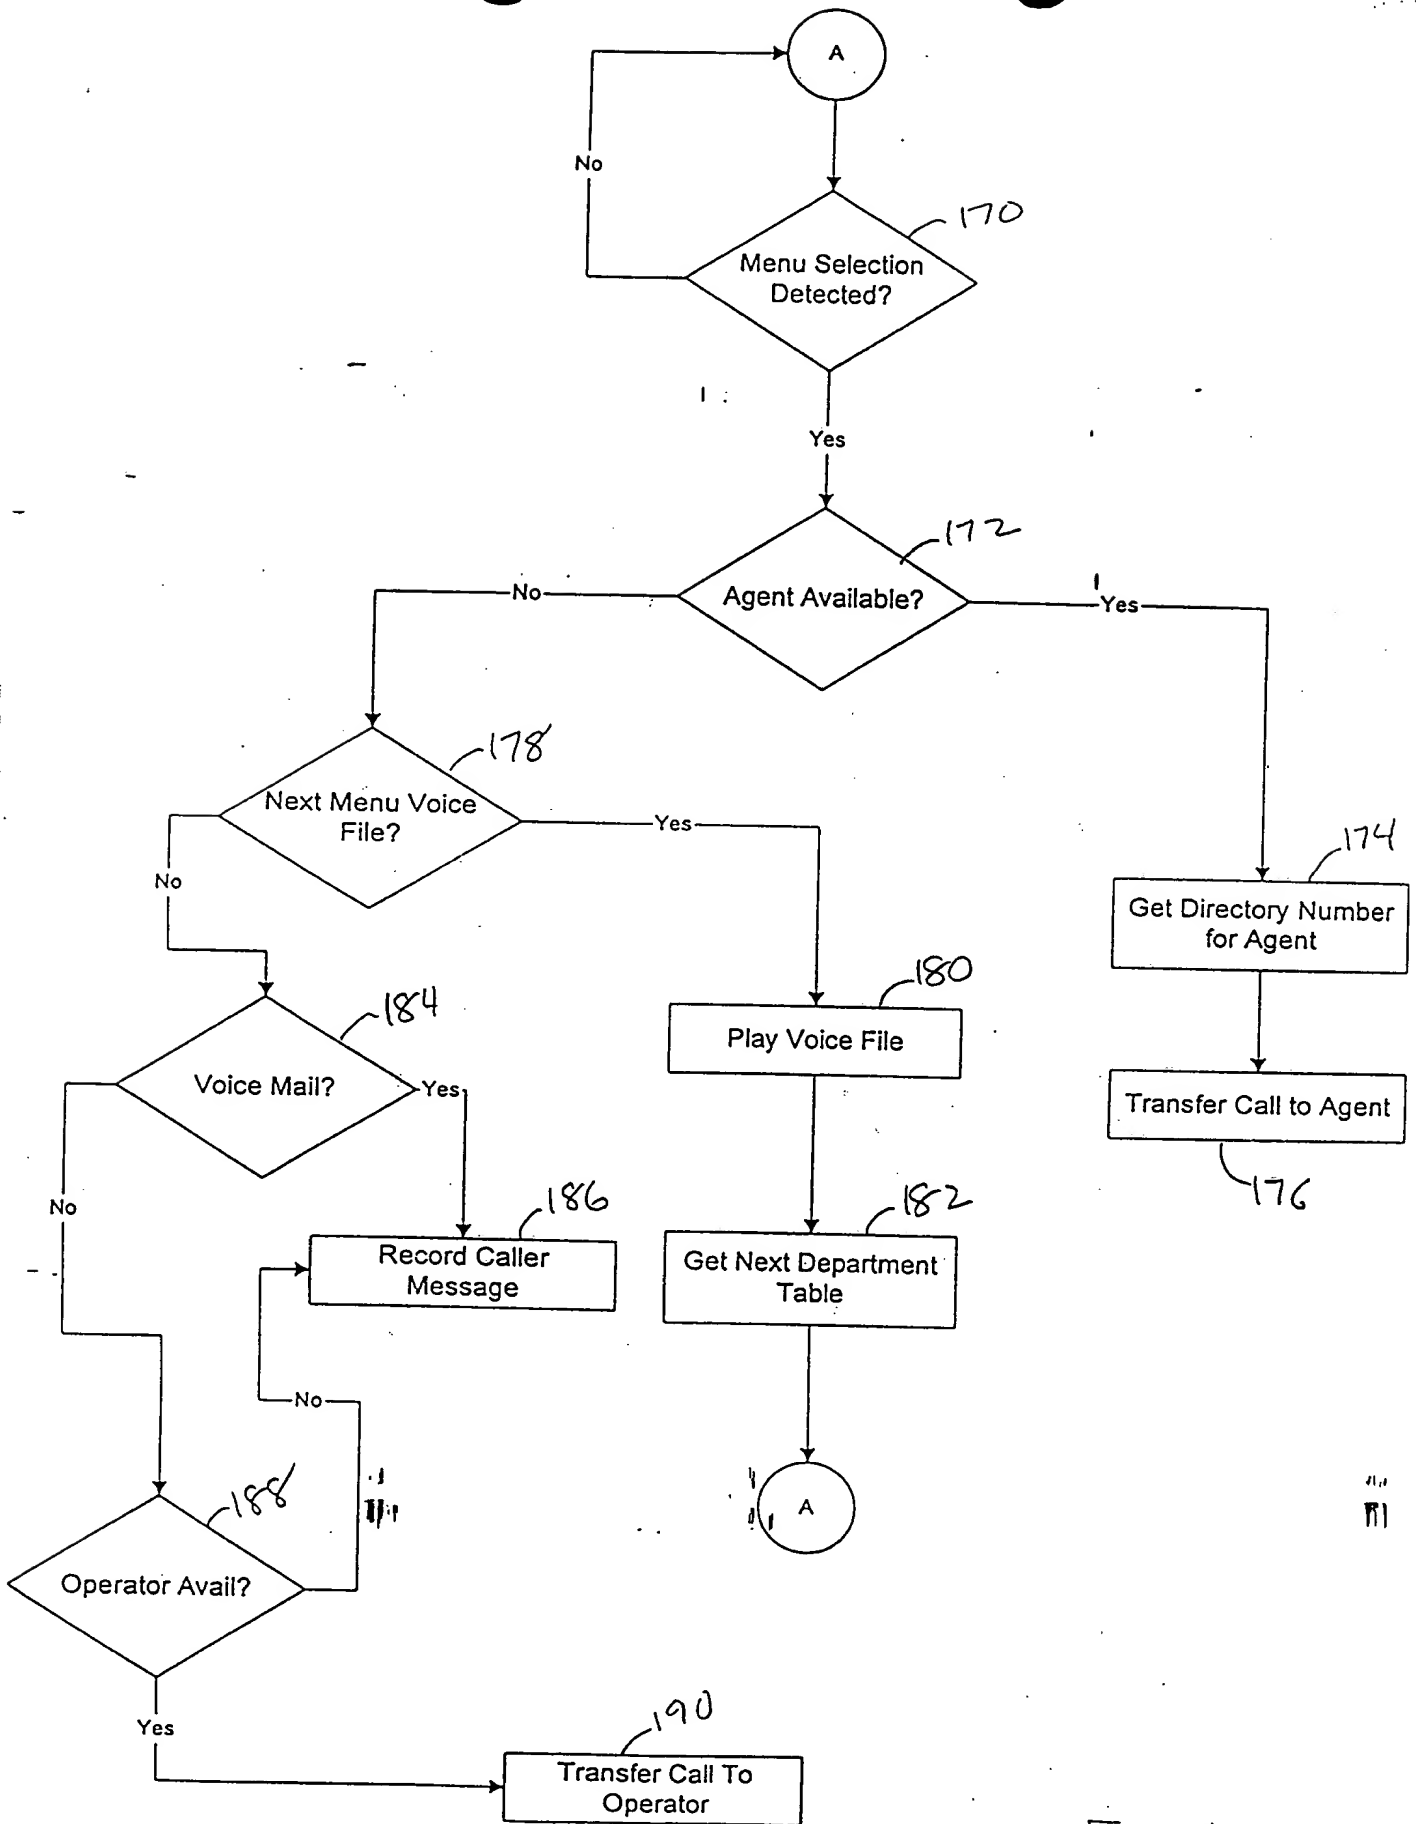 A
No
170
Menu Selection
Detected?
Yes
172
No
Agent Available?
Yes
178
Next Menu Voice
File?
Yes
No
174
Get Directory Number
for Agent
180
184
Play Voice File
Voice Mail?
Yes
Transfer Call to Agent
176
No
186
182
Record Caller
Message
Get Next Department
Table
No
188
A
Operator Avail?
Yes
190
Transfer Call To
Operator